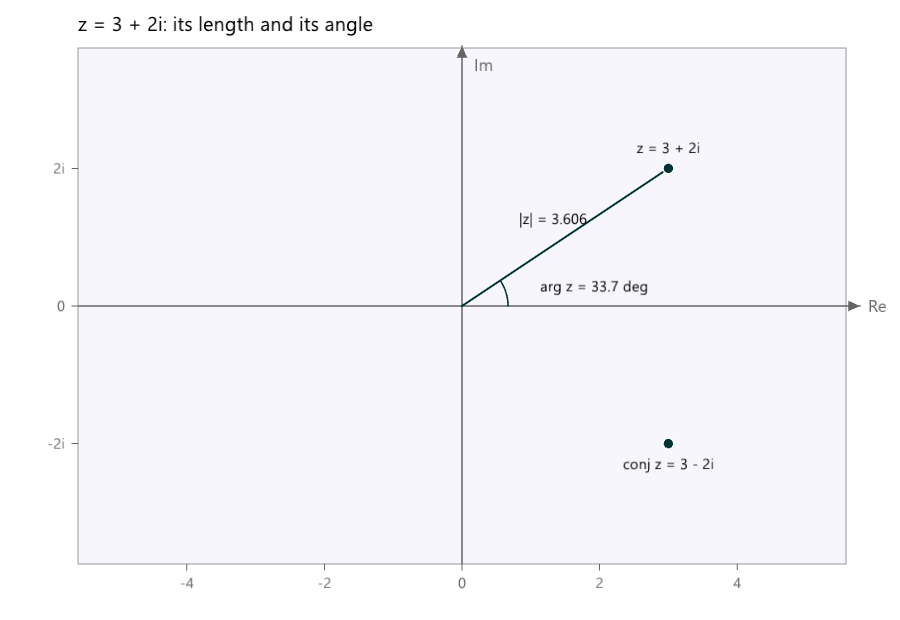 z = 3 + 2i: its length and its angle
Im
z = 3 + 2i
2i
|z| = 3.606
arg z = 33.7 deg
0
Re
-2i
conj z = 3 - 2i
-4
-2
0
2
4